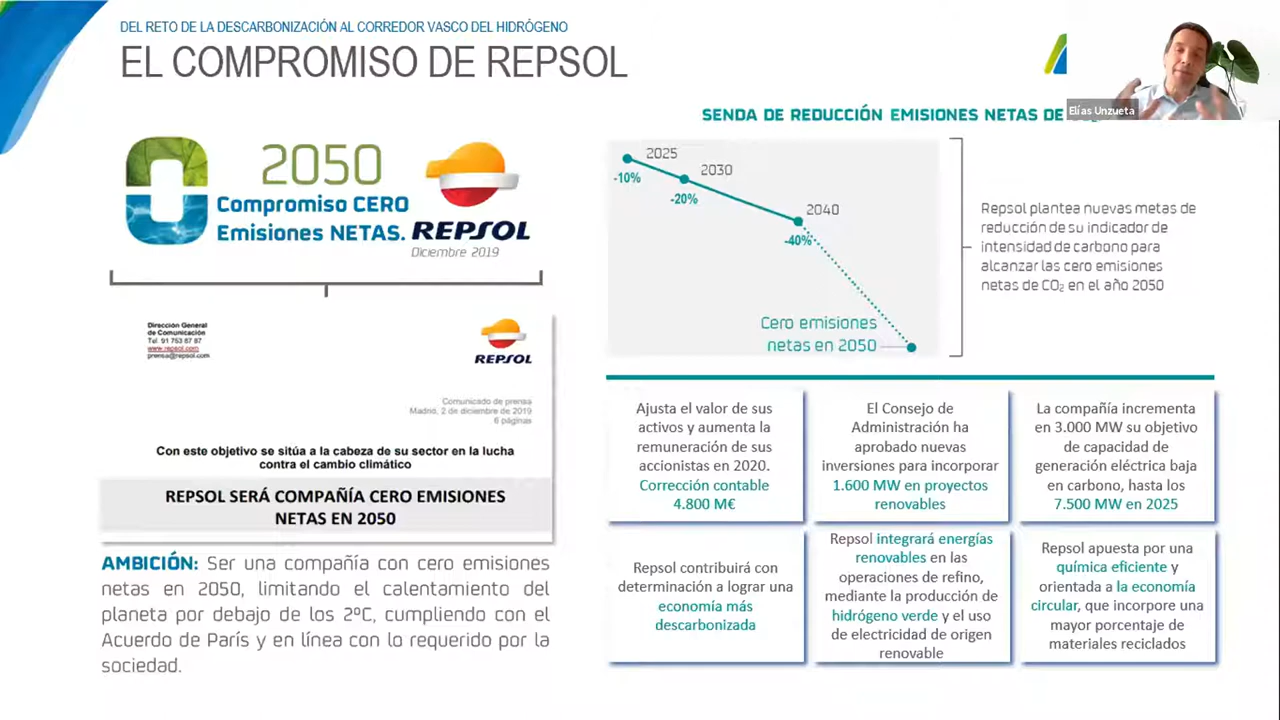 DEL RETO DE LA DESCARBONIZACIÓN AL CORREDOR VASCO DEL HIDRÓGENO
EL COMPROMISO DE REPSOL
Elías Unzueta
2050
Compromiso CERO
Emisiones NETAS.
REPSOL
Diciembre 2019
Dirección General
de Comunicación
Tel. 91 753 87 87
www.repsol.com
prensa@repsol.com
REPSOL
Comunicado de prensa
Madrid, 2 de diciembre de 2019
6 páginas
Con este objetivo se sitúa a la cabeza de su sector en la lucha
contra el cambio climático
REPSOL SERÁ COMPAÑÍA CERO EMISIONES
NETAS EN 2050
AMBICIÓN: Ser una compañía con cero emisiones
netas en 2050, limitando el calentamiento del
planeta por debajo de los 2ºC, cumpliendo con el
Acuerdo de París y en línea con lo requerido por la
sociedad.
SENDA DE REDUCCIÓN EMISIONES NETAS DE
2025
-10%
2030
-20%
2040
-40%
Cero emisiones
netas en 2050
Repsol plantea nuevas metas de
reducción de su indicador de
intensidad de carbono para
alcanzar las cero emisiones
netas de CO₂ en el año 2050
Ajusta el valor de sus
activos y aumenta la
remuneración de sus
accionistas en 2020.
Corrección contable
4.800 M€
El Consejo de
Administración ha
aprobado nuevas
inversiones para incorporar
1.600 MW en proyectos
renovables
La compañía incrementa
en 3.000 MW su objetivo
de capacidad de
generación eléctrica baja
en carbono, hasta los
7.500 MW en 2025
Repsol contribuirá con
determinación a lograr una
economía más
descarbonizada
Repsol integrará energías
renovables en las
operaciones de refino,
mediante la producción de
hidrógeno verde y el uso
de electricidad de origen
renovable
Repsol apuesta por una
química eficiente y
orientada a la economía
circular, que incorpore una
mayor porcentaje de
materiales reciclados